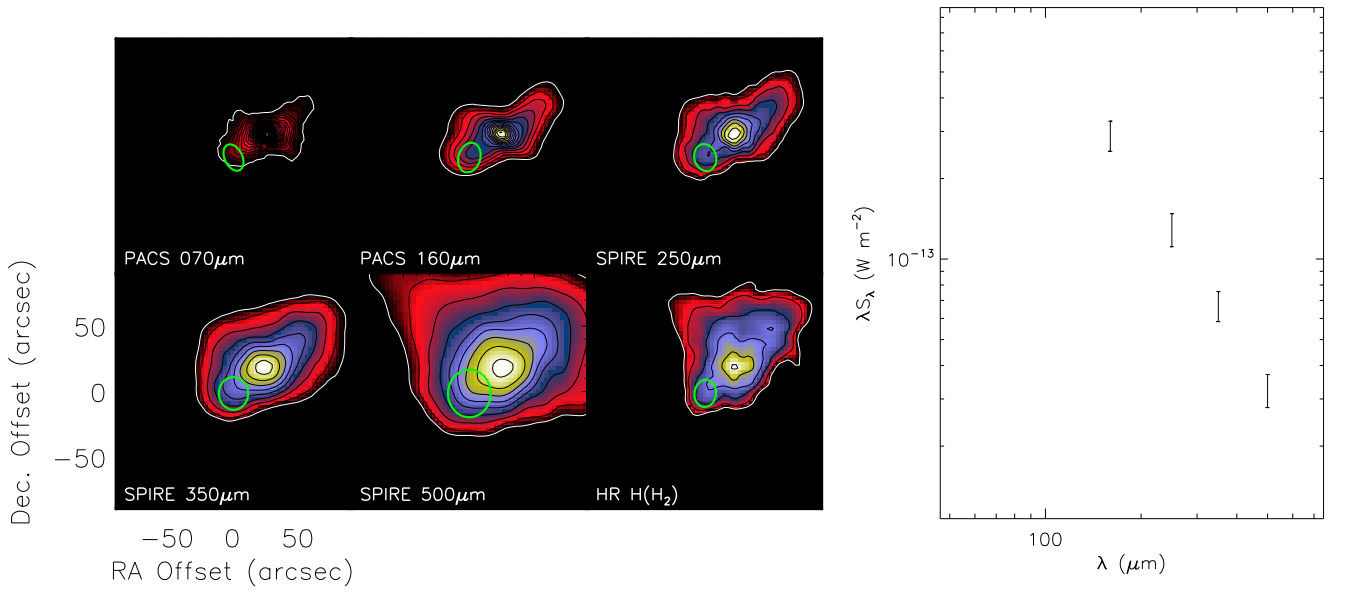 PACS 070μm
PACS 160μm
SPIRE 250μm
SPIRE 350μm
SPIRE 500μm
HR H(H₂)
50
0
−50
Dec. Offset (arcsec)
−50 0 50
RA Offset (arcsec)
λS_λ (W m⁻²)
10⁻¹³
100
λ (μm)